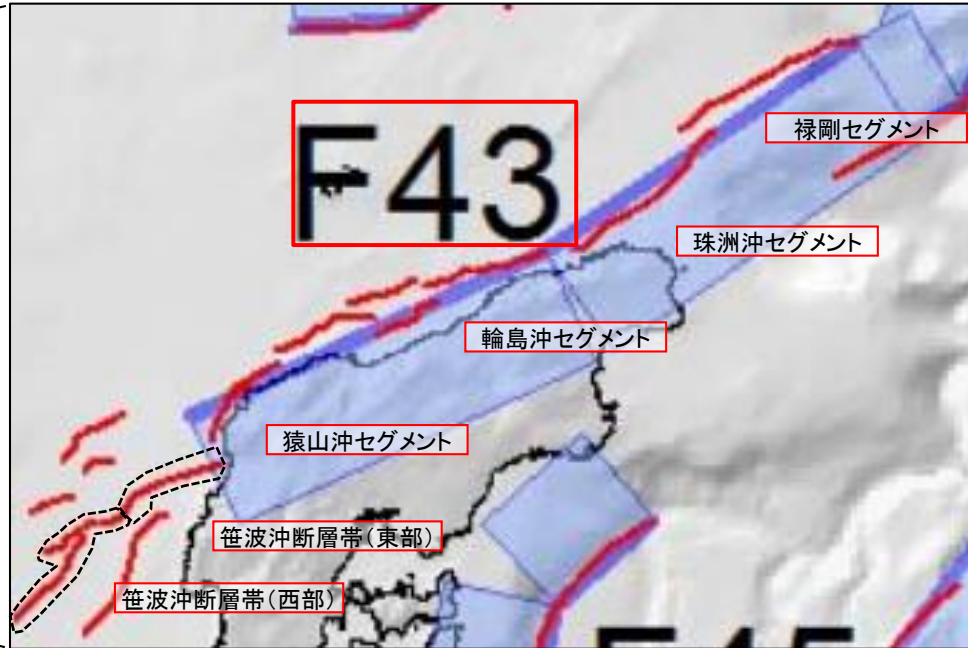 F43
禄剛セグメント
珠洲沖セグメント
輪島沖セグメント
猿山沖セグメント
笹波沖断層帯(東部)
笹波沖断層帯(西部)